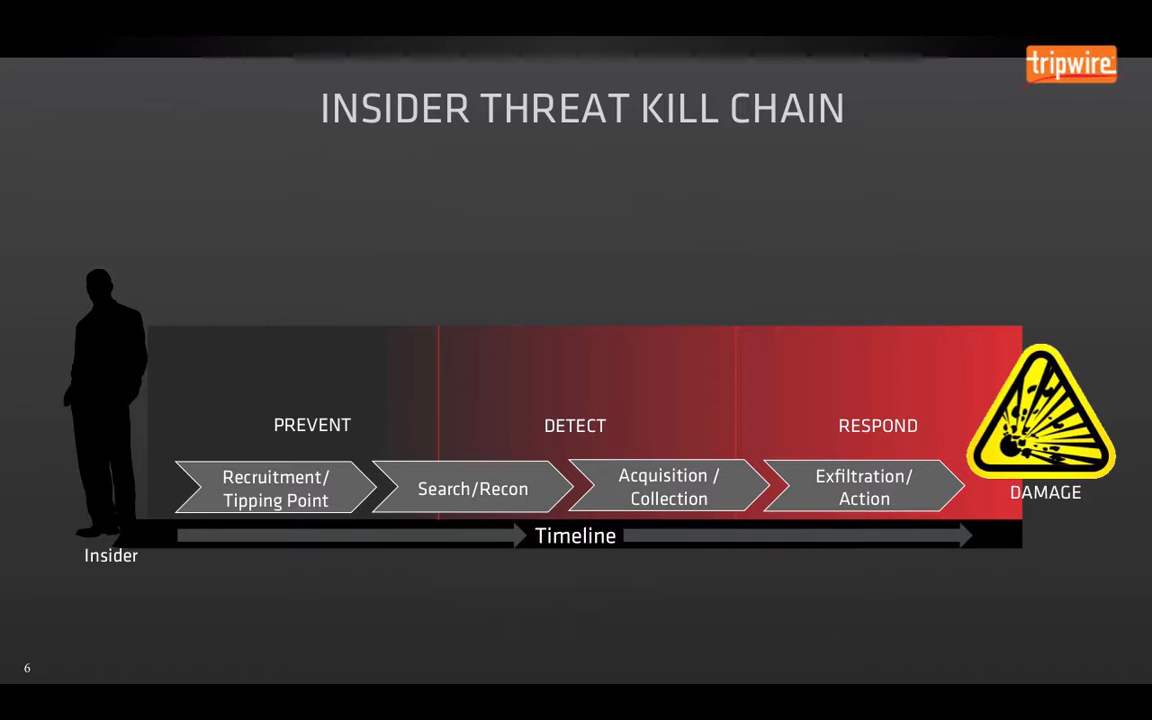 tripwire
INSIDER THREAT KILL CHAIN
PREVENT
DETECT
RESPOND
Recruitment/
Tipping Point
Search/Recon
Acquisition /
Collection
Exfiltration/
Action
DAMAGE
Timeline
Insider
6